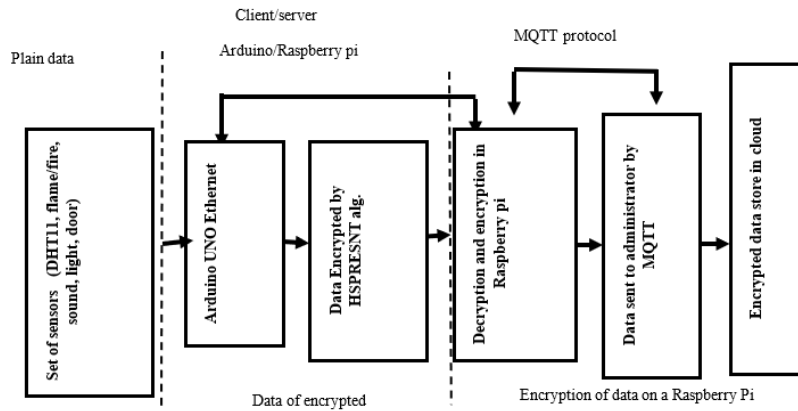 Client/server
Arduino/Raspberry pi
MQTT protocol
Plain data
Set of sensors (DHT11, flame/fire,
sound, light, door)
Arduino UNO Ethernet
Data Encrypted by
HSPRESNT alg.
Decryption and encryption in
Raspberry pi
Data sent to administrator by
MQTT
Encrypted data store in cloud
Data of encrypted
Encryption of data on a Raspberry Pi